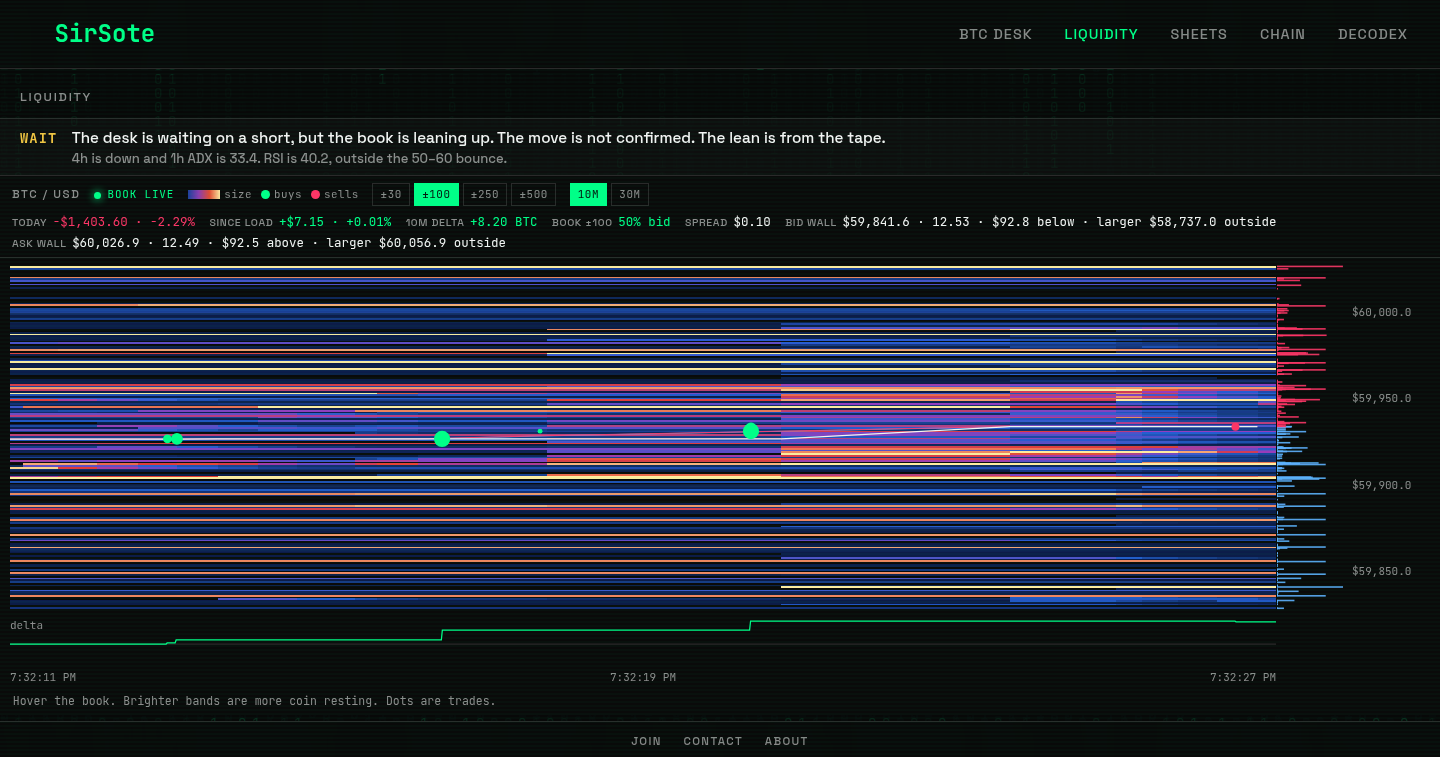 SirSote
BTC DESK LIQUIDITY SHEETS CHAIN DECODEX
LIQUIDITY
WAIT The desk is waiting on a short, but the book is leaning up. The move is not confirmed. The lean is from the tape.
4h is down and 1h ADX is 33.4. RSI is 40.2, outside the 50–60 bounce.
BTC / USD BOOK LIVE size buys sells ±30 ±100 ±250 ±500 10M 30M
TODAY -$1,403.60 · -2.29% SINCE LOAD +$7.15 · +0.01% 10M DELTA +8.20 BTC BOOK ±100 50% bid SPREAD $0.10 BID WALL $59,841.6 · 12.53 · $92.8 below · larger $58,737.0 outside
ASK WALL $60,026.9 · 12.49 · $92.5 above · larger $60,056.9 outside
$60,000.0
$59,950.0
$59,900.0
$59,850.0
delta
7:32:11 PM 7:32:19 PM 7:32:27 PM
Hover the book. Brighter bands are more coin resting. Dots are trades.
JOIN CONTACT ABOUT